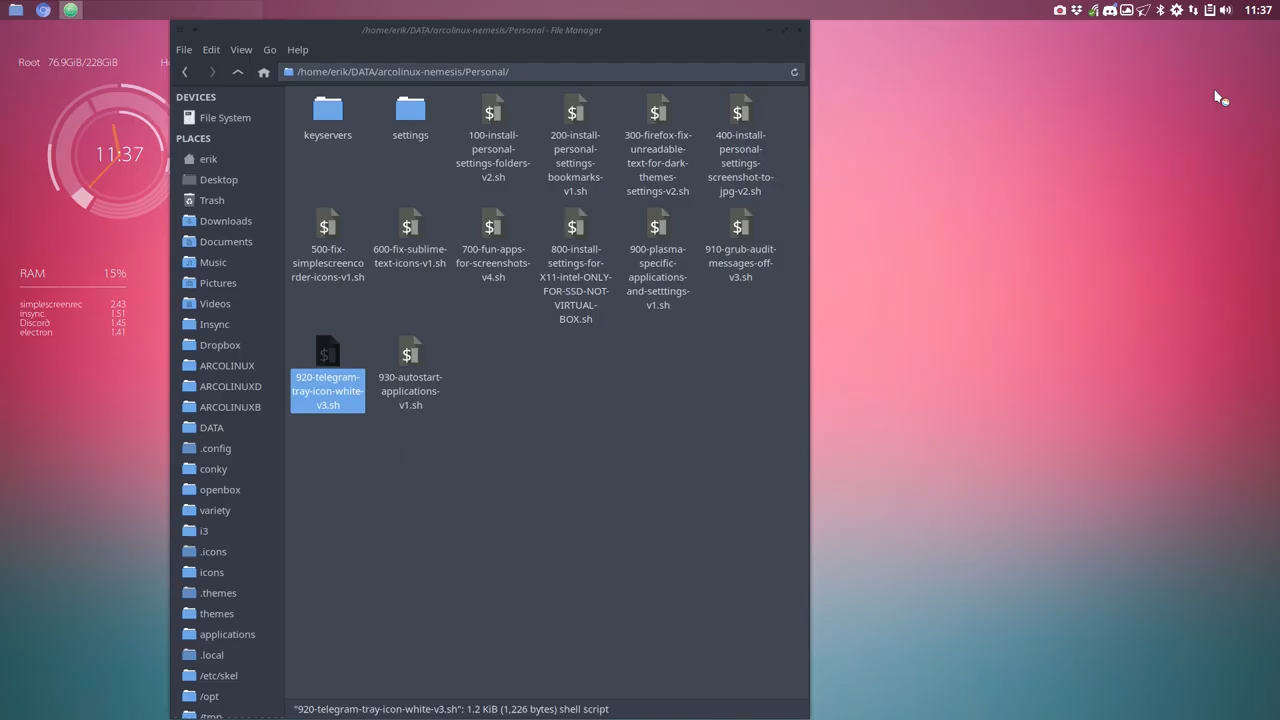 11:37
/home/erik/DATA/arcolinux-nemesis/Personal - File Manager
File Edit View Go Help
/home/erik/DATA/arcolinux-nemesis/Personal/
Root 76.9GiB/228GiB
11:37
RAM 15%
simplescreenrec 2.43
insync 1.51
Discord 1.45
electron 1.41
DEVICES
File System
PLACES
erik
Desktop
Trash
Downloads
Documents
Music
Pictures
Videos
Insync
Dropbox
ARCOLINUX
ARCOLINUXD
ARCOLINUXB
DATA
.config
conky
openbox
variety
i3
.icons
icons
.themes
themes
applications
.local
/etc/skel
/opt
/tmp
keyservers
settings
100-install-
personal-
settings-folders-
v2.sh
200-install-
personal-
settings-
bookmarks-
v1.sh
300-firefox-fix-
unreadable-
text-for-dark-
themes-
settings-v2.sh
400-install-
personal-
settings-
screenshot-to-
jpg-v2.sh
500-fix-
simplescreenreco
rder-icons-v1.sh
600-fix-sublime-
text-icons-v1.sh
700-fun-apps-
for-screenshots-
v4.sh
800-install-
settings-for-
X11-intel-ONLY-
FOR-SSD-NOT-
VIRTUAL-
BOX.sh
900-plasma-
specific-
applications-
and-setttings-
v1.sh
910-grub-audit-
messages-off-
v3.sh
920-telegram-
tray-icon-white-
v3.sh
930-autostart-
applications-
v1.sh
"920-telegram-tray-icon-white-v3.sh": 1.2 KiB (1,226 bytes) shell script